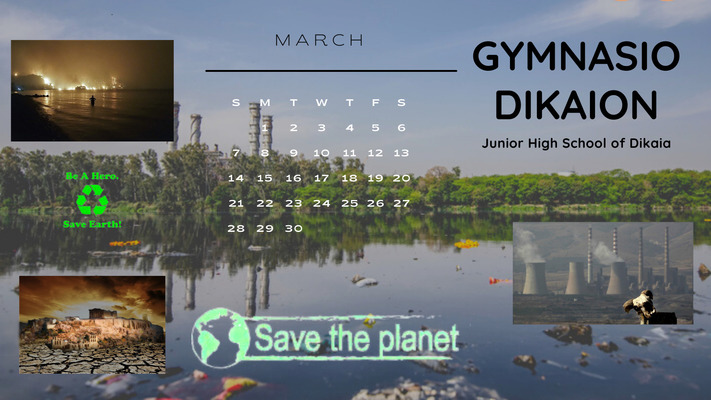 MARCH
GYMNASIO
DIKAION
Junior High School of Dikaia
S M T W T F S
1 2 3 4 5 6
7 8 9 10 11 12 13
14 15 16 17 18 19 20
21 22 23 24 25 26 27
28 29 30
Be A Hero.
Save Earth!
Save the planet